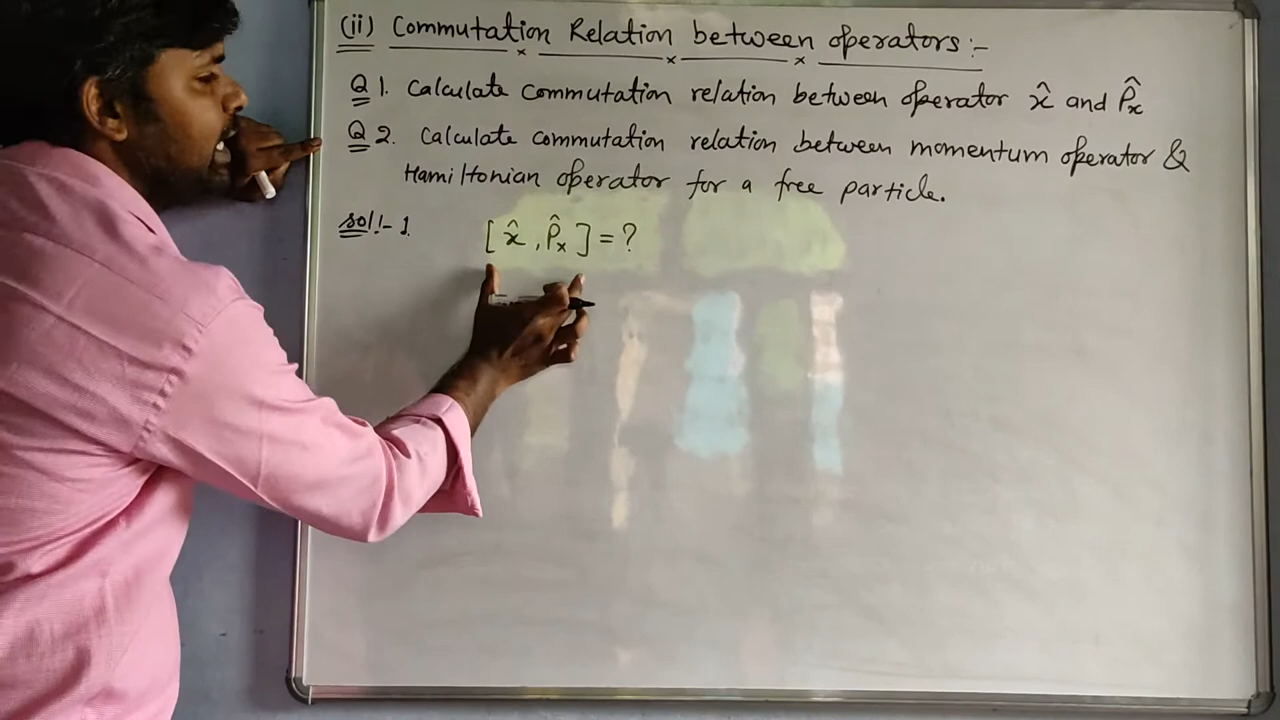 (ii) Commutation Relation between operators :-
Q 1. Calculate commutation relation between operator x̂ and P̂ₓ
Q 2. Calculate commutation relation between momentum operator &
Hamiltonian operator for a free particle.
sol!- 1. [ x̂ , P̂ₓ ] = ?